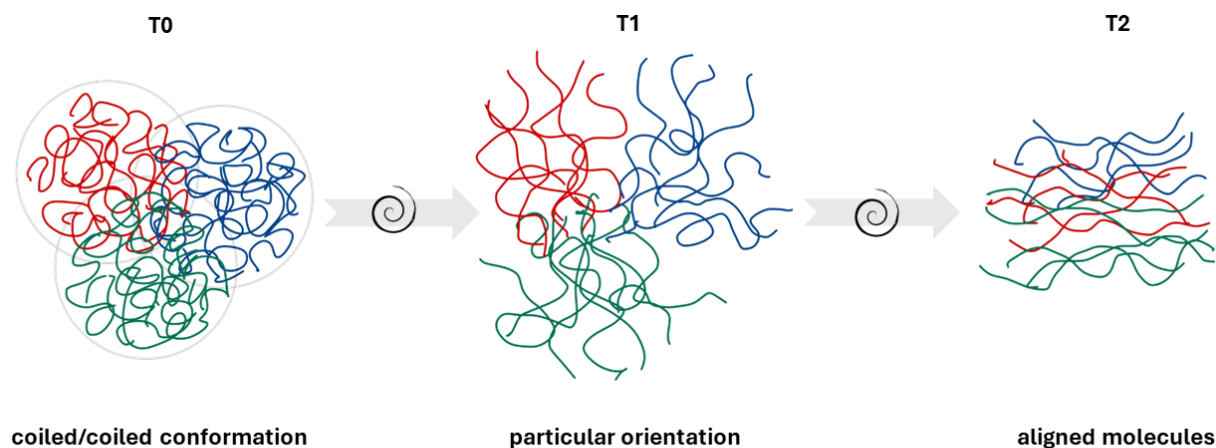 T0
T1
T2
coiled/coiled conformation
particular orientation
aligned molecules